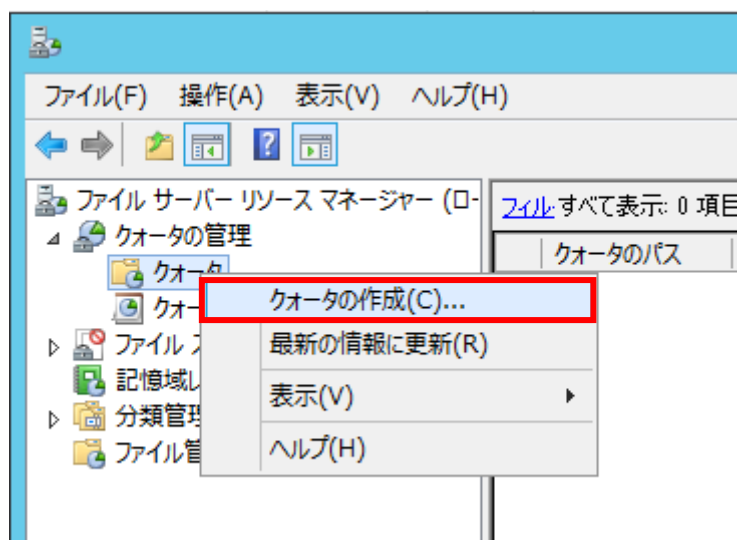 ファイル(F) 操作(A) 表示(V) ヘルプ(H)
ファイル サーバー リソース マネージャー (ロー
クォータの管理
クォータ
クォー
ファイル ス
記憶域レ
分類管理
ファイル管
フィル すべて表示: 0 項目
クォータのパス
クォータの作成(C)...
最新の情報に更新(R)
表示(V)
ヘルプ(H)